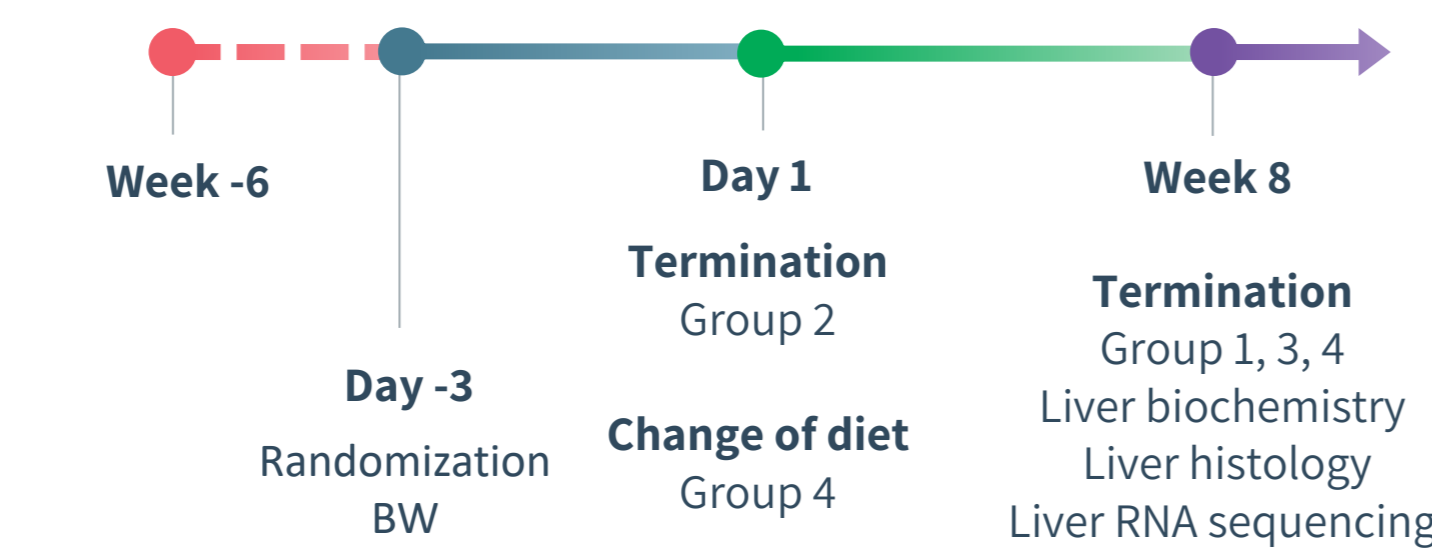 Week -6
Day -3
Randomization
BW
Day 1
Termination
Group 2
Change of diet
Group 4
Week 8
Termination
Group 1, 3, 4
Liver biochemistry
Liver histology
Liver RNA sequencing